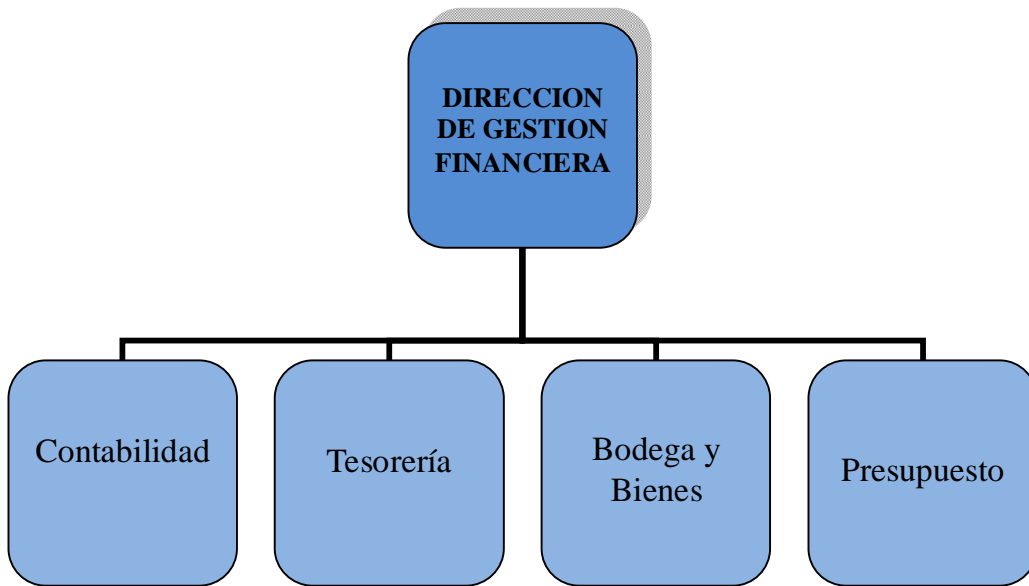 DIRECCION
DE GESTION
FINANCIERA
Contabilidad
Tesorería
Bodega y
Bienes
Presupuesto